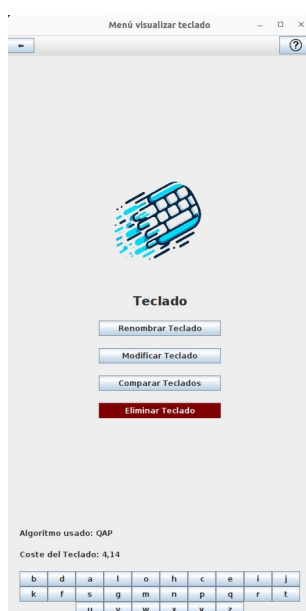 Menú visualizar teclado
Teclado
Renombrar Teclado
Modificar Teclado
Comparar Teclados
Eliminar Teclado
Algoritmo usado: QAP
Coste del Teclado: 4,14
b d a l o h c e i j
k f s g m n p q r t
u v w x y z